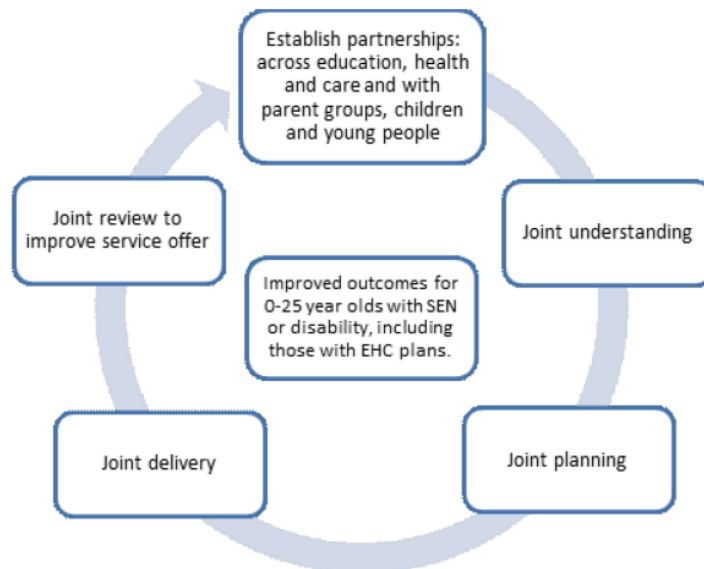 Establish partnerships:
across education, health
and care and with
parent groups, children
and young people
Joint understanding
Joint planning
Joint delivery
Joint review to
improve service offer
Improved outcomes for
0-25 year olds with SEN
or disability, including
those with EHC plans.